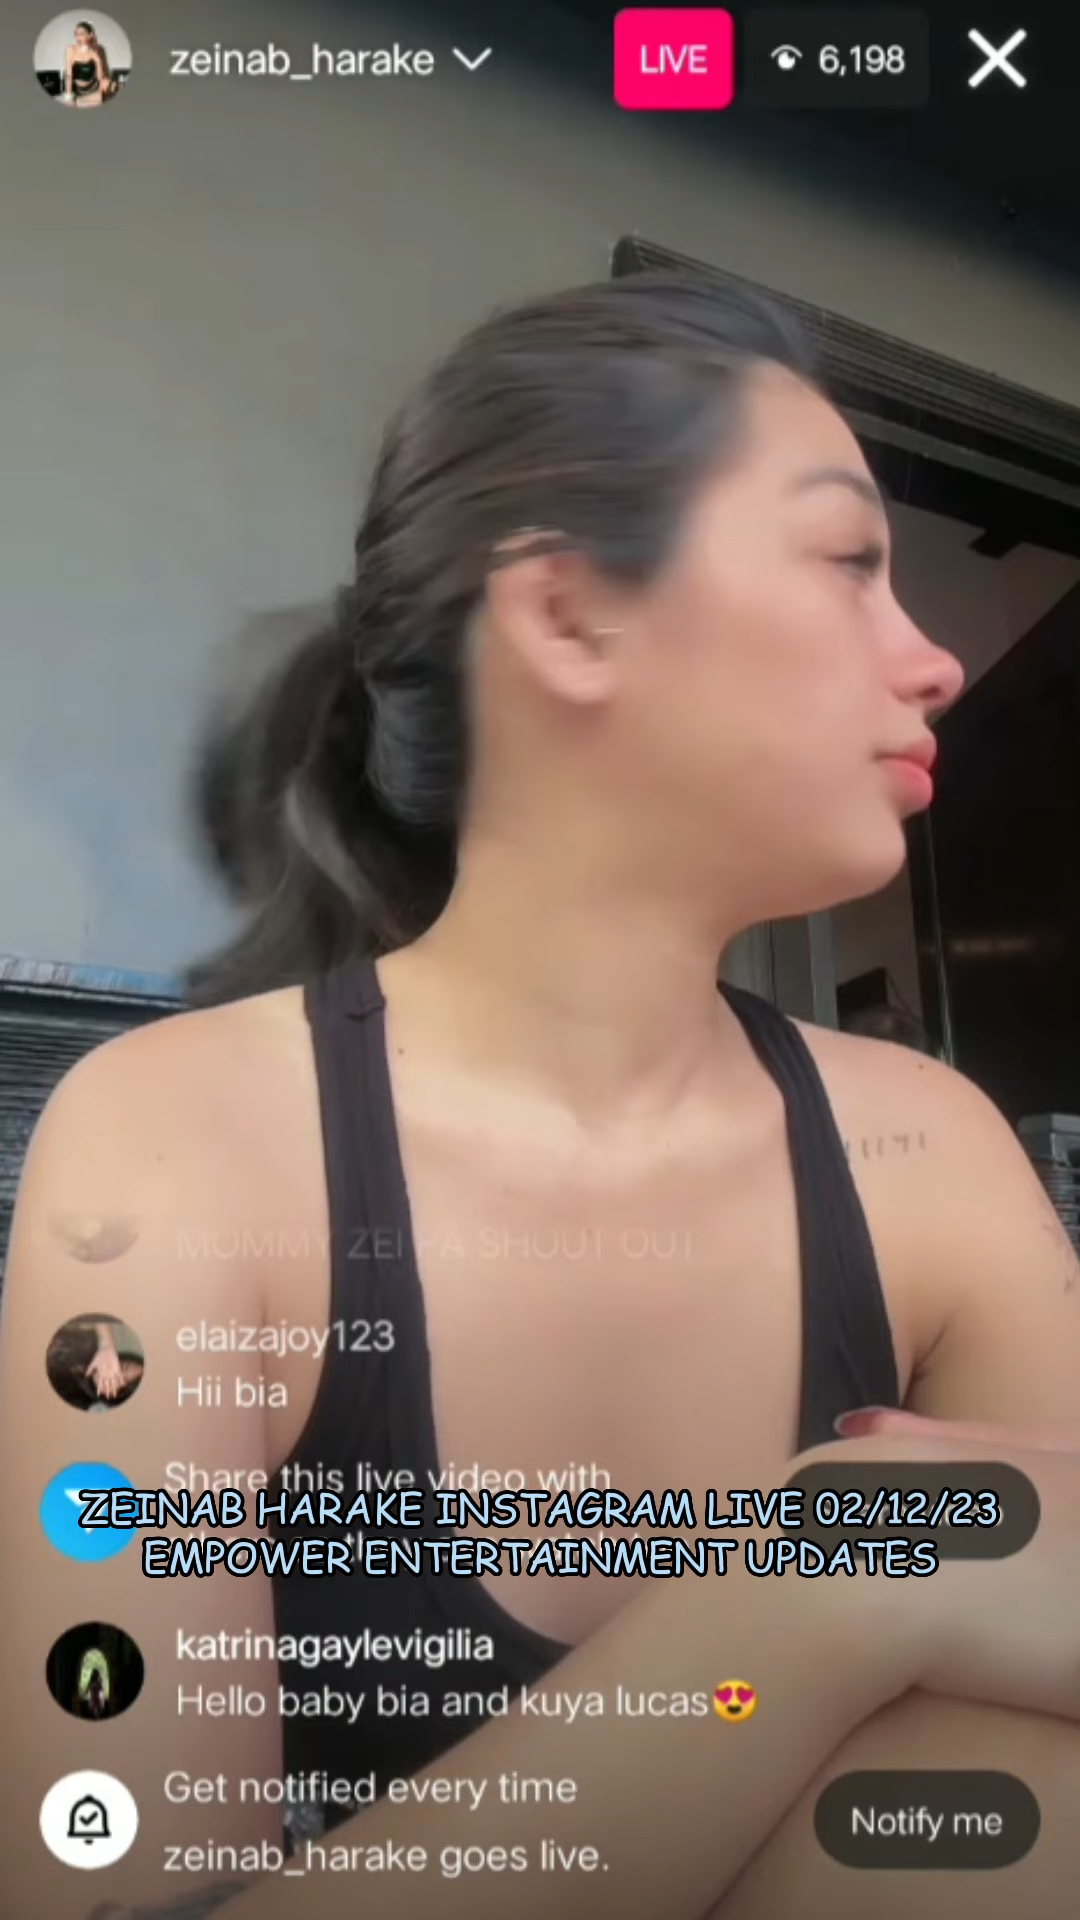 zeinab_harake
LIVE
6,198
MOMMY ZEI PA SHOUT OUT
elaizajoy123
Hii bia
Share this live video with
ZEINAB HARAKE INSTAGRAM LIVE 02/12/23
EMPOWER ENTERTAINMENT UPDATES
katrinagaylevigilia
Hello baby bia and kuya lucas😍
Get notified every time
zeinab_harake goes live.
Notify me